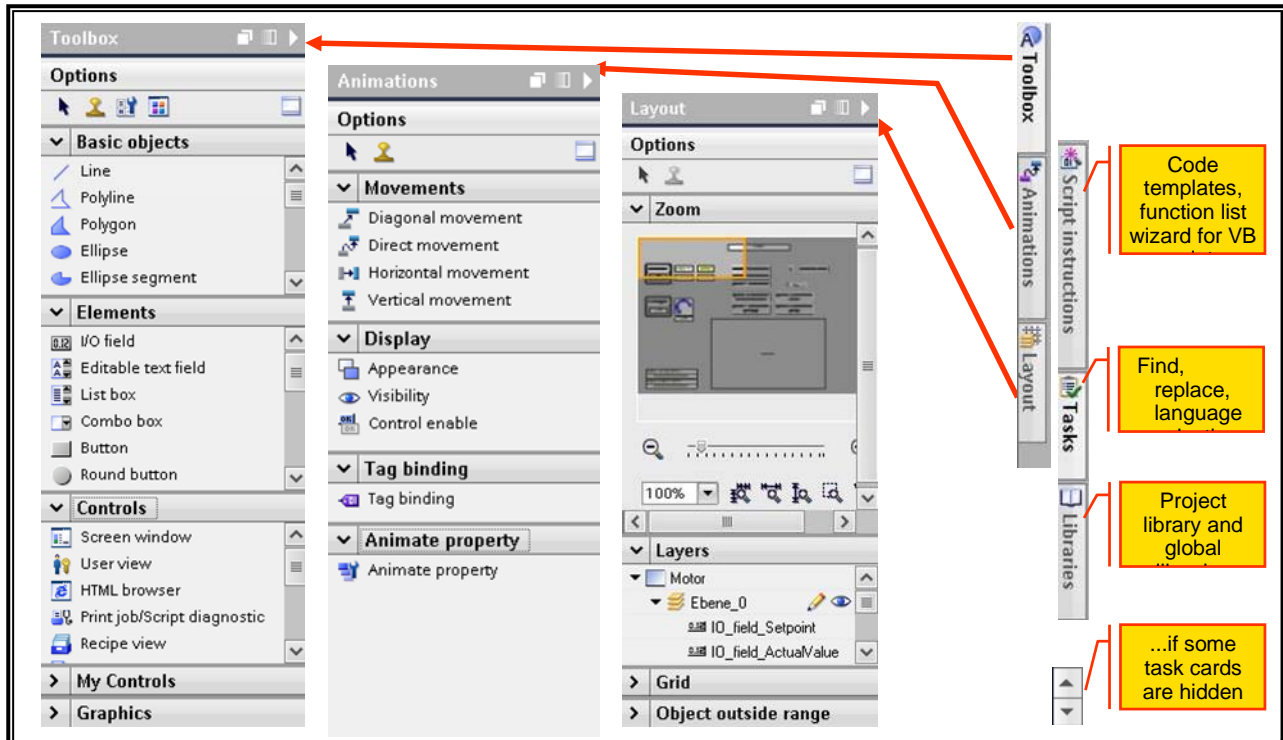 Toolbox
Options
Basic objects
Line
Polyline
Polygon
Ellipse
Ellipse segment
Elements
I/O field
Editable text field
List box
Combo box
Button
Round button
Controls
Screen window
User view
HTML browser
Print job/Script diagnostic
Recipe view
My Controls
Graphics
Animations
Options
Movements
Diagonal movement
Direct movement
Horizontal movement
Vertical movement
Display
Appearance
Visibility
Control enable
Tag binding
Tag binding
Animate property
Animate property
Layout
Options
Zoom
100%
Layers
Motor
Ebene_0
IO_field_Setpoint
IO_field_ActualValue
Grid
Object outside range
Toolbox
Animations
Layout
Script instructions
Tasks
Libraries
Code
templates,
function list
wizard for VB
Find,
replace,
language
Project
library and
global
...if some
task cards
are hidden